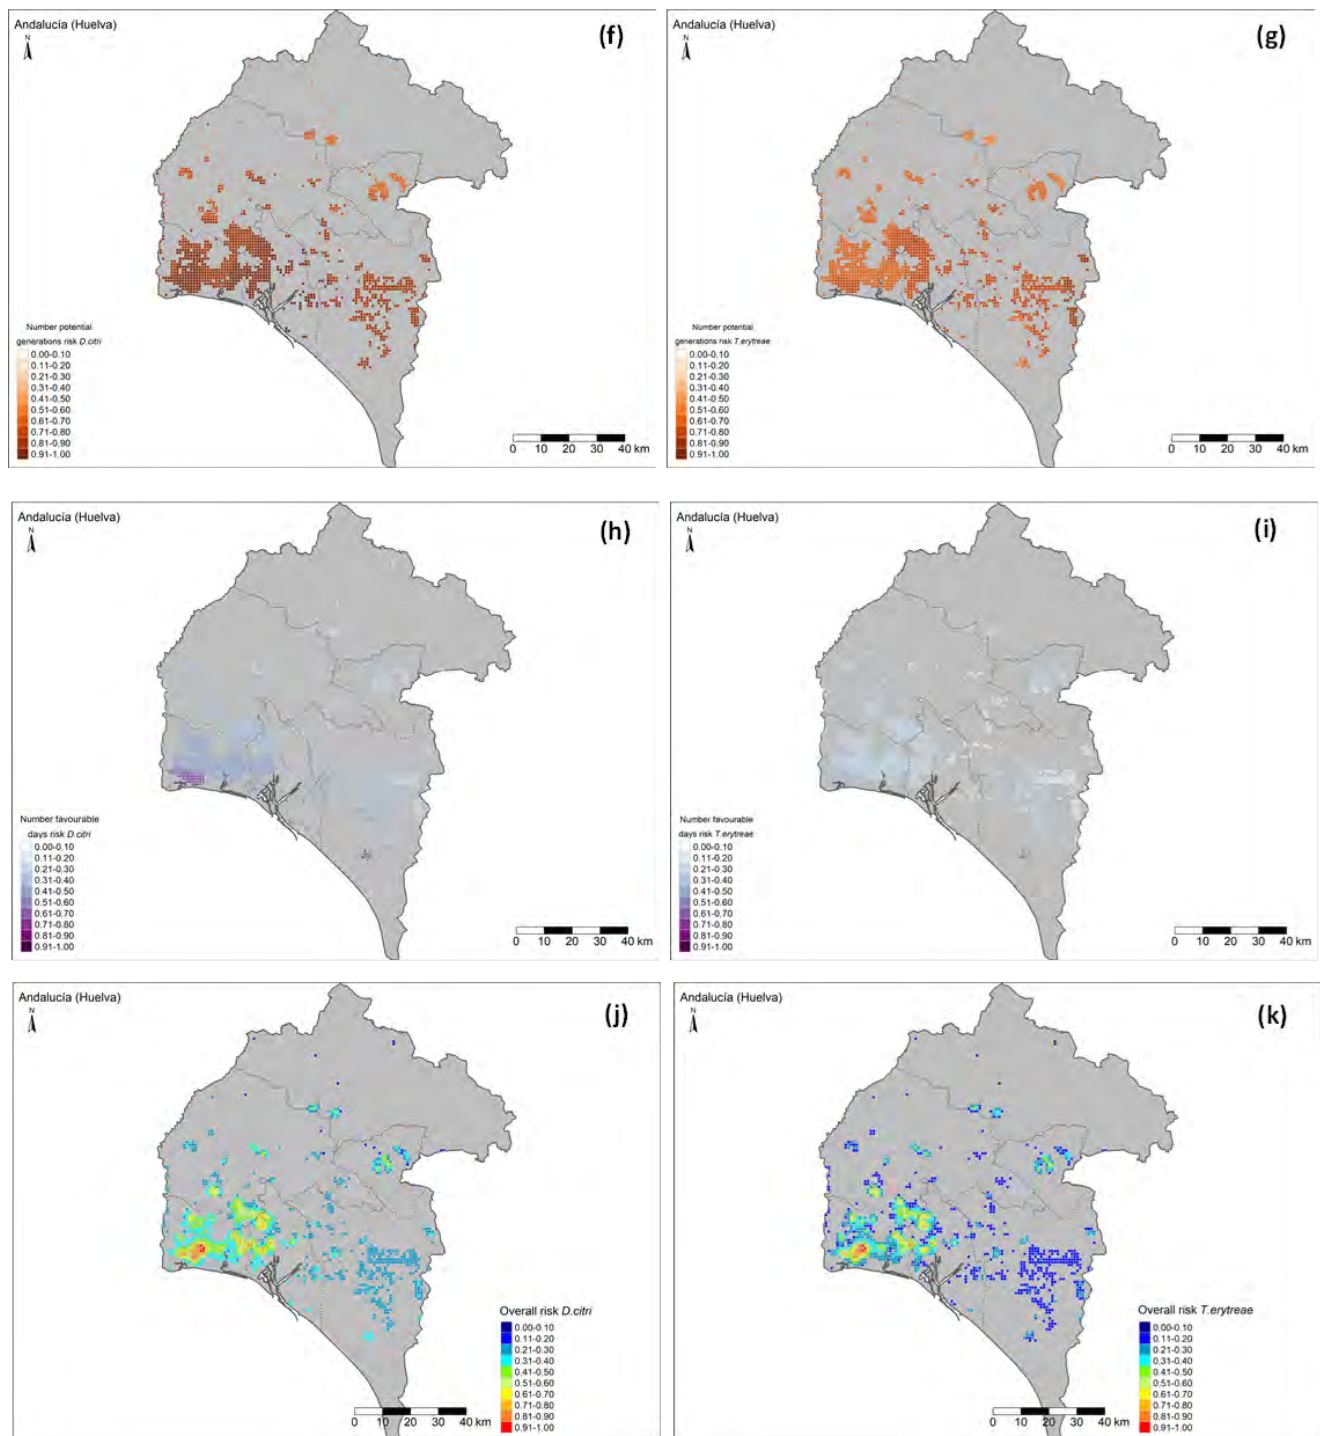 Andalucía (Huelva)
N
(f)
Number potential
generations risk D.citri
0.00-0.10
0.11-0.20
0.21-0.30
0.31-0.40
0.41-0.50
0.51-0.60
0.61-0.70
0.71-0.80
0.81-0.90
0.91-1.00
0 10 20 30 40 km
Andalucía (Huelva)
N
(g)
Number potential
generations risk T.erytreae
0.00-0.10
0.11-0.20
0.21-0.30
0.31-0.40
0.41-0.50
0.51-0.60
0.61-0.70
0.71-0.80
0.81-0.90
0.91-1.00
0 10 20 30 40 km
Andalucía (Huelva)
N
(h)
Number favourable
days risk D.citri
0.00-0.10
0.11-0.20
0.21-0.30
0.31-0.40
0.41-0.50
0.51-0.60
0.61-0.70
0.71-0.80
0.81-0.90
0.91-1.00
0 10 20 30 40 km
Andalucía (Huelva)
N
(i)
Number favourable
days risk T.erytreae
0.00-0.10
0.11-0.20
0.21-0.30
0.31-0.40
0.41-0.50
0.51-0.60
0.61-0.70
0.71-0.80
0.81-0.90
0.91-1.00
0 10 20 30 40 km
Andalucía (Huelva)
N
(j)
Overall risk D.citri
0.00-0.10
0.11-0.20
0.21-0.30
0.31-0.40
0.41-0.50
0.51-0.60
0.61-0.70
0.71-0.80
0.81-0.90
0.91-1.00
0 10 20 30 40 km
Andalucía (Huelva)
N
(k)
Overall risk T.erytreae
0.00-0.10
0.11-0.20
0.21-0.30
0.31-0.40
0.41-0.50
0.51-0.60
0.61-0.70
0.71-0.80
0.81-0.90
0.91-1.00
0 10 20 30 40 km